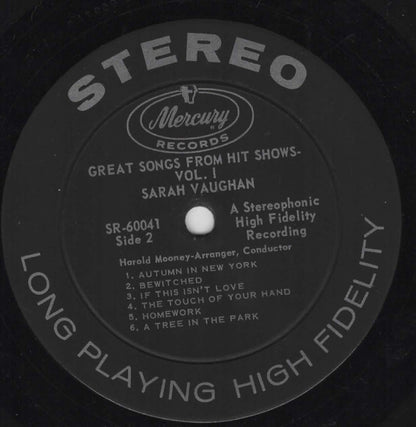 STEREO
Mercury
RECORDS
GREAT SONGS FROM HIT SHOWS-
VOL. I
SARAH VAUGHAN
SR-60041
Side 2
A Stereophonic
High Fidelity
Recording
Harold Mooney-Arranger, Conductor
1. AUTUMN IN NEW YORK
2. BEWITCHED
3. IF THIS ISN'T LOVE
4. THE TOUCH OF YOUR HAND
5. HOMEWORK
6. A TREE IN THE PARK
LONG PLAYING HIGH FIDELITY